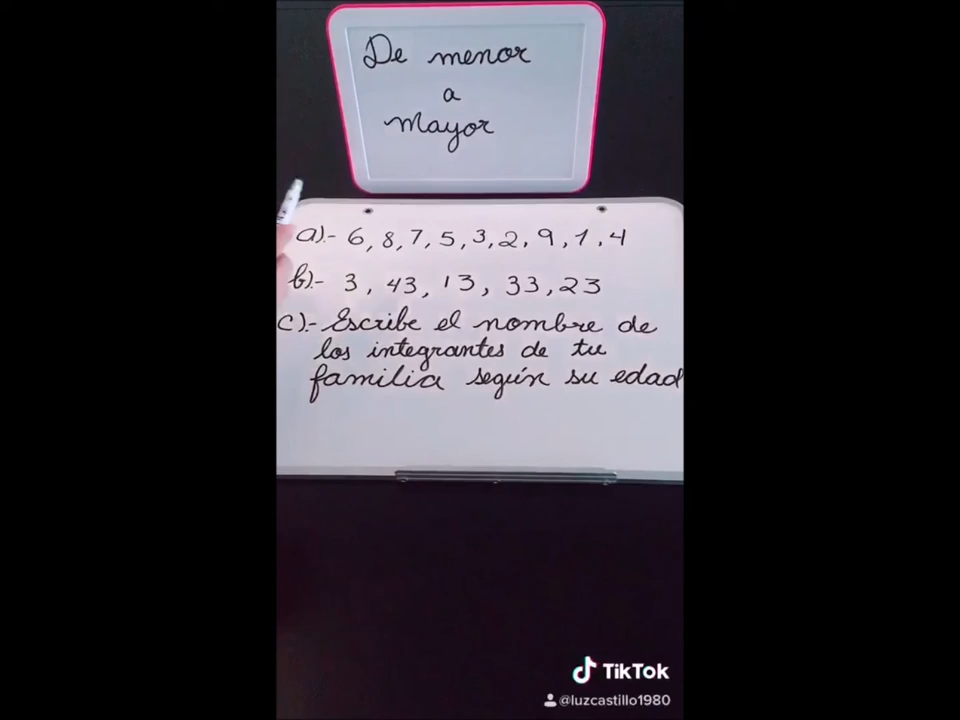 De menor
a
Mayor
a).- 6, 8, 7, 5, 3, 2, 9, 1, 4
b).- 3, 43, 13, 33, 23
c).- Escribe el nombre de
los integrantes de tu
familia según su edad
TikTok
@luzcastillo1980